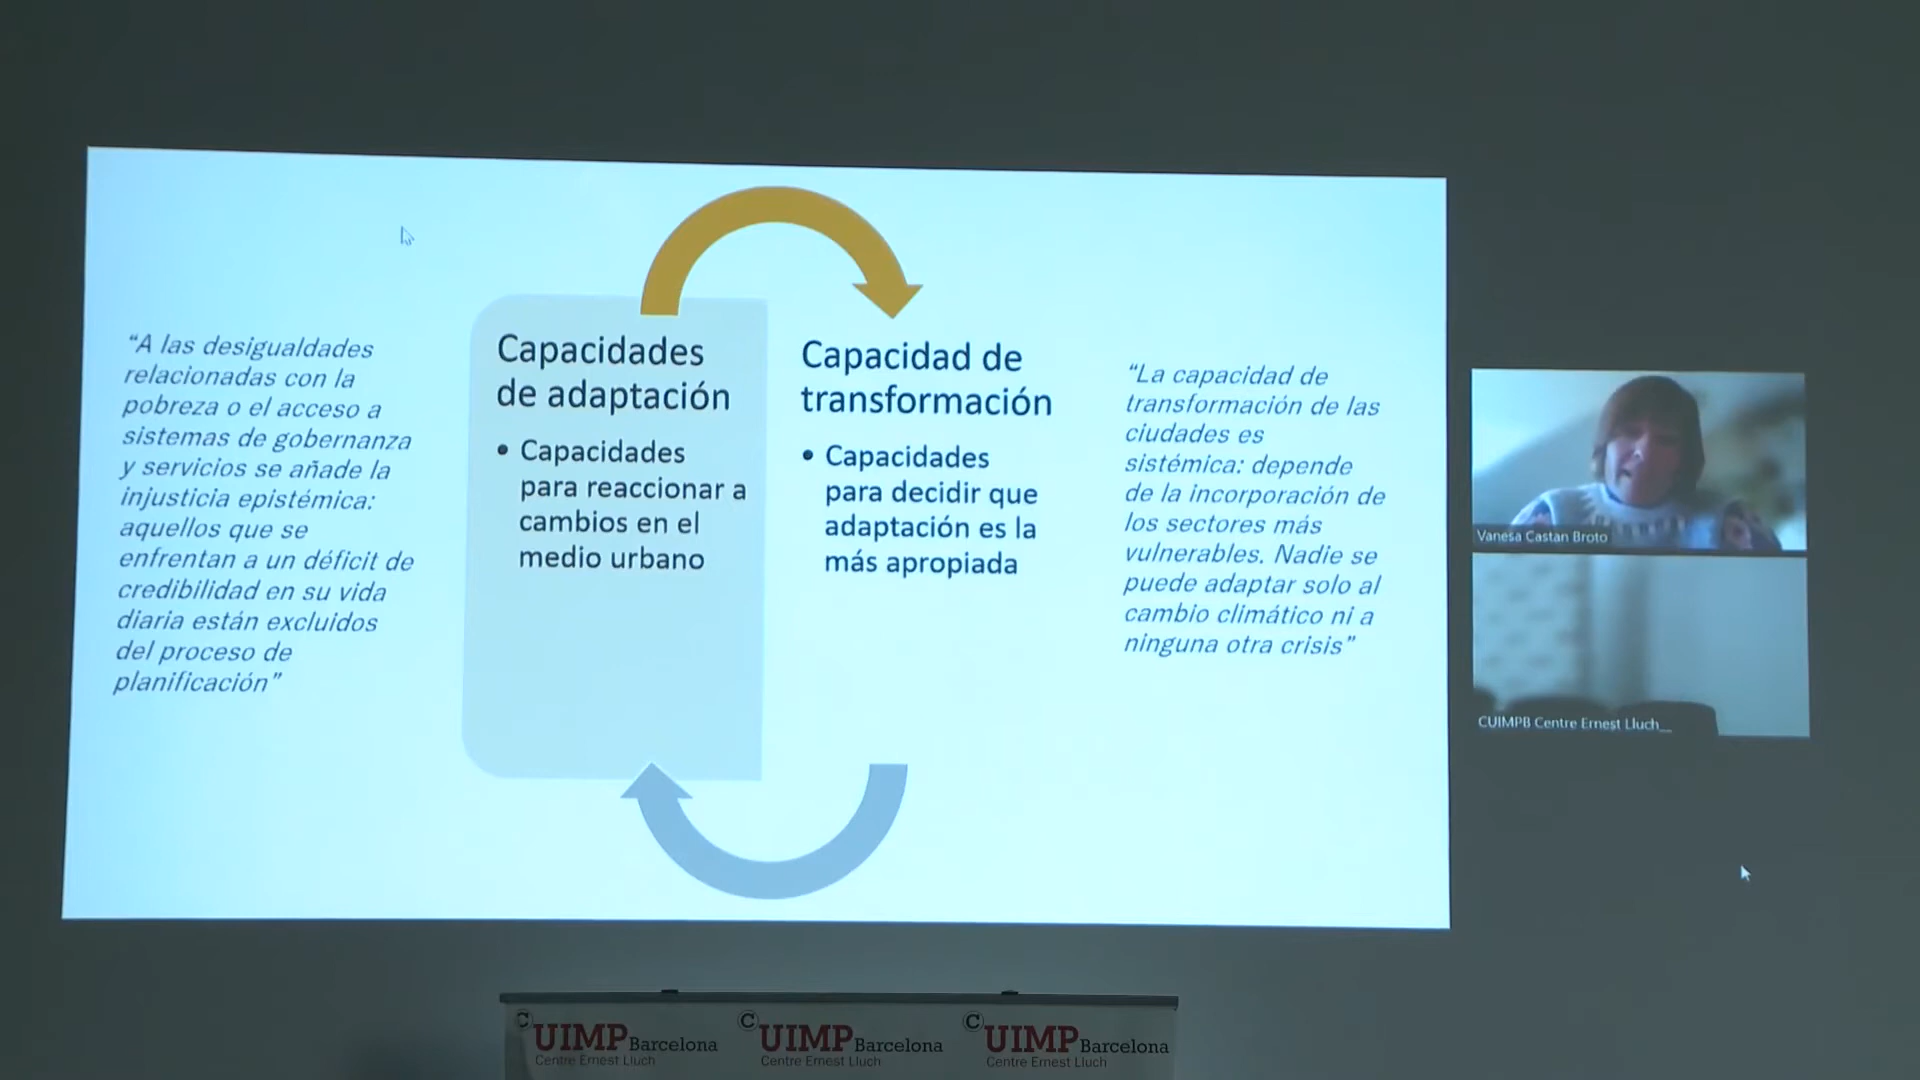 “A las desigualdades
relacionadas con la
pobreza o el acceso a
sistemas de gobernanza
y servicios se añade la
injusticia epistémica:
aquellos que se
enfrentan a un déficit de
credibilidad en su vida
diaria están excluidos
del proceso de
planificación”
Capacidades
de adaptación
• Capacidades
para reaccionar a
cambios en el
medio urbano
Capacidad de
transformación
• Capacidades
para decidir que
adaptación es la
más apropiada
“La capacidad de
transformación de las
ciudades es
sistémica: depende
de la incorporación de
los sectores más
vulnerables. Nadie se
puede adaptar solo al
cambio climático ni a
ninguna otra crisis”
Vanesa Castan Broto
CUIMPB Centre Ernest Lluch_
CUIMP Barcelona
Centre Ernest Lluch
CUIMP Barcelona
Centre Ernest Lluch
CUIMP Barcelona
Centre Ernest Lluch